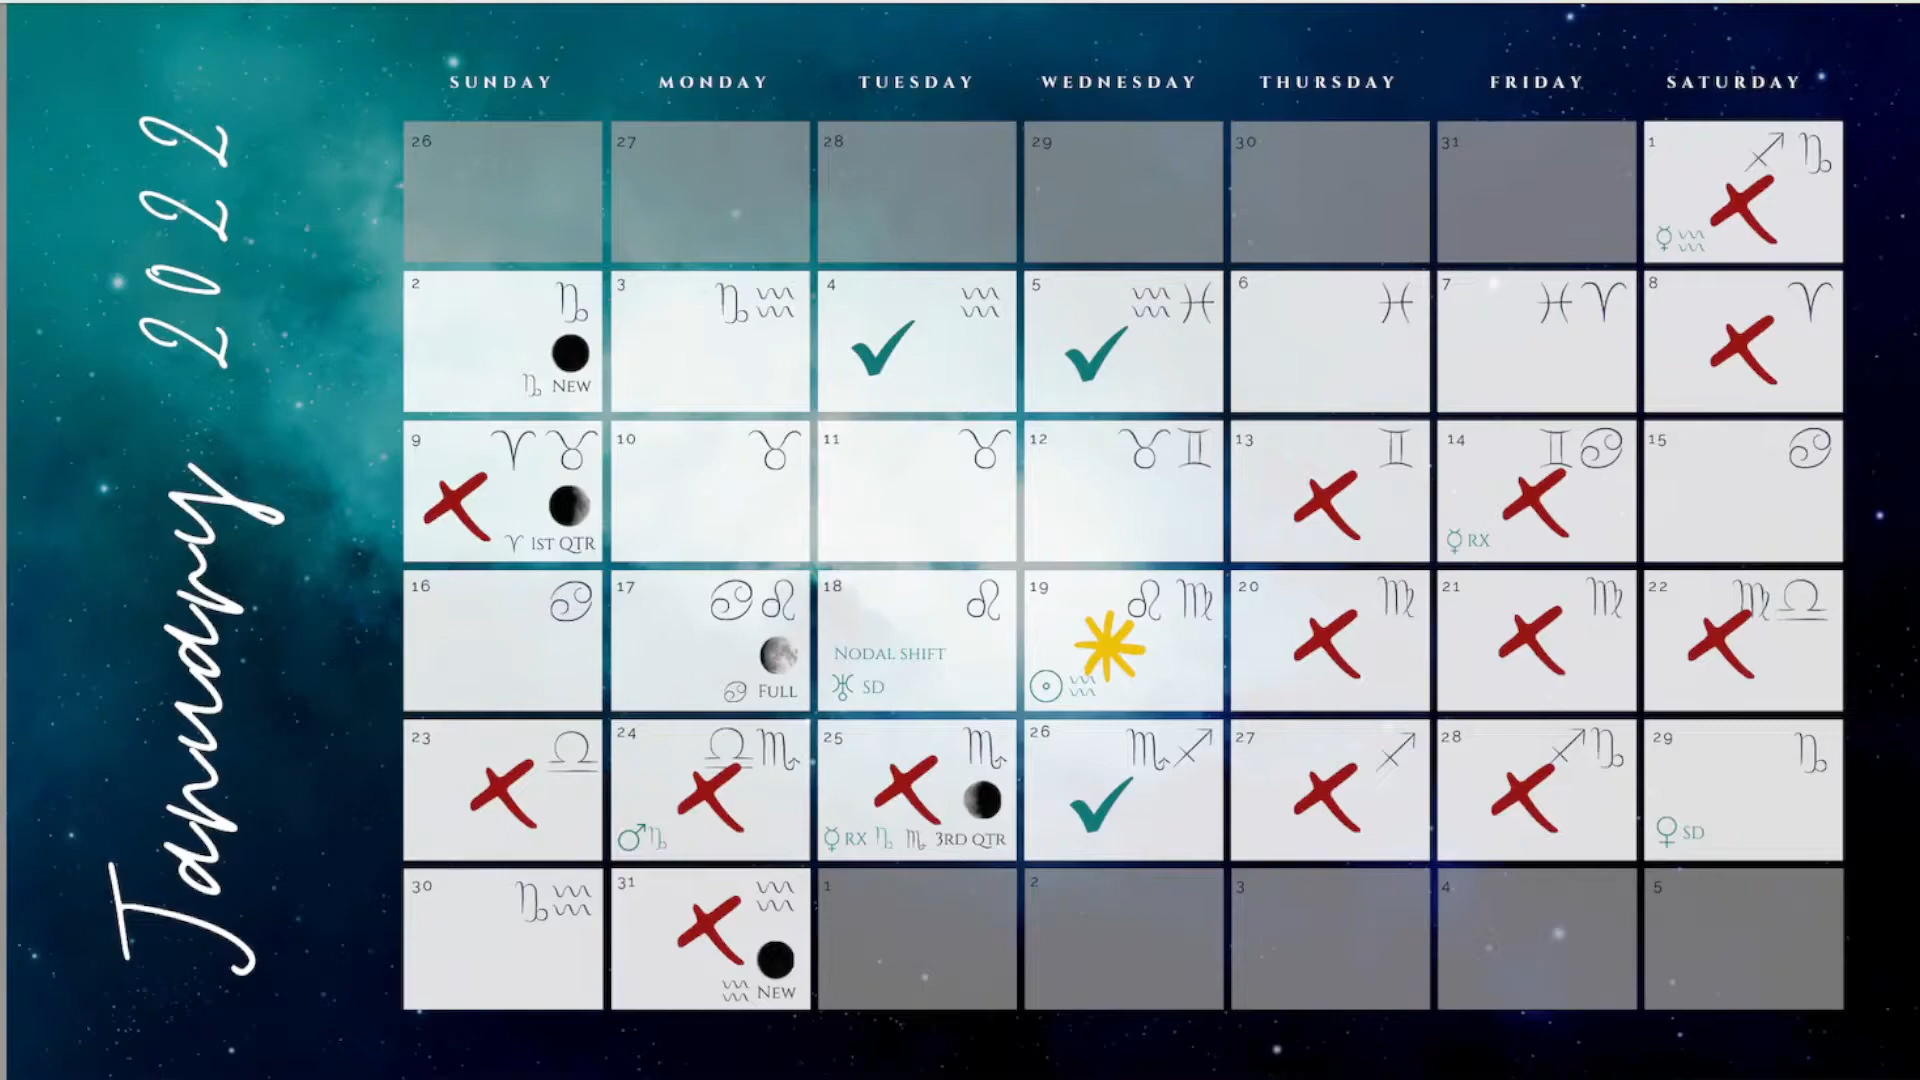 January 2022
SUNDAY MONDAY TUESDAY WEDNESDAY THURSDAY FRIDAY SATURDAY
26 27 28 29 30 31 1
♐ ♑
☿ ♒
2 3 4 5 6 7 8
♑ ♑ ♒ ♒ ♒ ♓ ♓ ♓ ♈ ♈
♑ NEW
9 10 11 12 13 14 15
♈ ♉ ♉ ♉ ♉ ♊ ♊ ♊ ♋ ♋
♈ 1ST QTR ☿ RX
16 17 18 19 20 21 22
♋ ♋ ♌ ♌ ♌ ♍ ♍ ♍ ♍ ♎
NODAL SHIFT
♋ FULL ♅ SD ☉ ♒
23 24 25 26 27 28 29
♎ ♎ ♏ ♏ ♏ ♐ ♐ ♐ ♑ ♑
♂ ♑ ☿ RX ♑ ♏ 3RD QTR ♀ SD
30 31 1 2 3 4 5
♑ ♒ ♒
♒ NEW